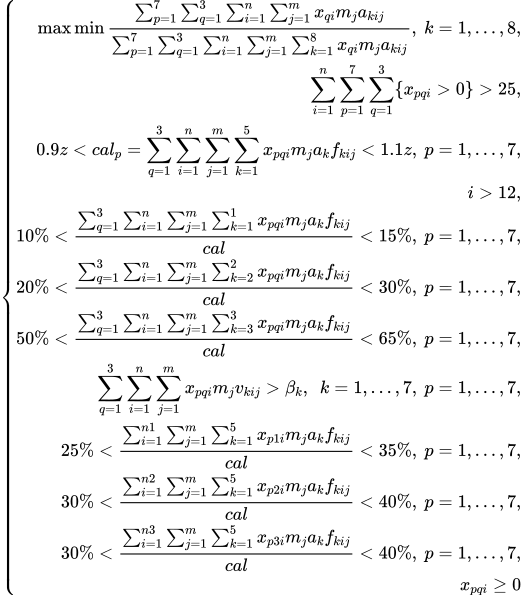 max min \frac{\sum_{p=1}^{7} \sum_{q=1}^{3} \sum_{i=1}^{n} \sum_{j=1}^{m} x_{qi} m_j a_{kij}}{\sum_{p=1}^{7} \sum_{q=1}^{3} \sum_{i=1}^{n} \sum_{j=1}^{m} \sum_{k=1}^{8} x_{qi} m_j a_{kij}}, k = 1, \ldots, 8,
\sum_{i=1}^{n} \sum_{p=1}^{7} \sum_{q=1}^{3} \{x_{pqi} > 0\} > 25,
0.9z < cal_p = \sum_{q=1}^{3} \sum_{i=1}^{n} \sum_{j=1}^{m} \sum_{k=1}^{5} x_{pqi} m_j a_k f_{kij} < 1.1z, p = 1, \ldots, 7,
i > 12,
10\% < \frac{\sum_{q=1}^{3} \sum_{i=1}^{n} \sum_{j=1}^{m} \sum_{k=1}^{1} x_{pqi} m_j a_k f_{kij}}{cal} < 15\%, p = 1, \ldots, 7,
20\% < \frac{\sum_{q=1}^{3} \sum_{i=1}^{n} \sum_{j=1}^{m} \sum_{k=2}^{2} x_{pqi} m_j a_k f_{kij}}{cal} < 30\%, p = 1, \ldots, 7,
50\% < \frac{\sum_{q=1}^{3} \sum_{i=1}^{n} \sum_{j=1}^{m} \sum_{k=3}^{3} x_{pqi} m_j a_k f_{kij}}{cal} < 65\%, p = 1, \ldots, 7,
\sum_{q=1}^{3} \sum_{i=1}^{n} \sum_{j=1}^{m} x_{pqi} m_j v_{kij} > \beta_k, k = 1, \ldots, 7, p = 1, \ldots, 7,
25\% < \frac{\sum_{i=1}^{n1} \sum_{j=1}^{m} \sum_{k=1}^{5} x_{p1i} m_j a_k f_{kij}}{cal} < 35\%, p = 1, \ldots, 7,
30\% < \frac{\sum_{i=1}^{n2} \sum_{j=1}^{m} \sum_{k=1}^{5} x_{p2i} m_j a_k f_{kij}}{cal} < 40\%, p = 1, \ldots, 7,
30\% < \frac{\sum_{i=1}^{n3} \sum_{j=1}^{m} \sum_{k=1}^{5} x_{p3i} m_j a_k f_{kij}}{cal} < 40\%, p = 1, \ldots, 7,
x_{pqi} \geq 0